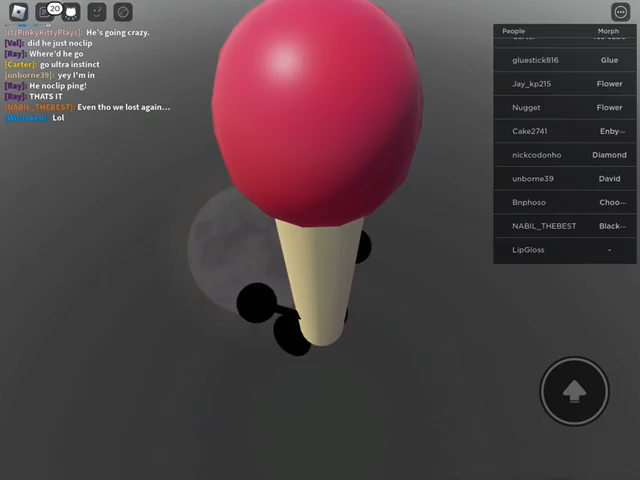 20
[ItzPinkyKittyPlays]: He's going crazy.
[Val]: did he just noclip
[Ray]: Where'd he go
[Carter]: go ultra instinct
[unborne39]: yey I'm in
[Ray]: He noclip ping!
[Ray]: THATS IT
[NABIL_THEBEST]: Even tho we lost again...
Lol
People Morph
gluestick816 Glue
Jay_kp215 Flower
Nugget Flower
Cake2741 Enby...
nickcodonho Diamond
unborne39 David
Bnphoso Choo...
NABIL_THEBEST Black...
LipGloss -